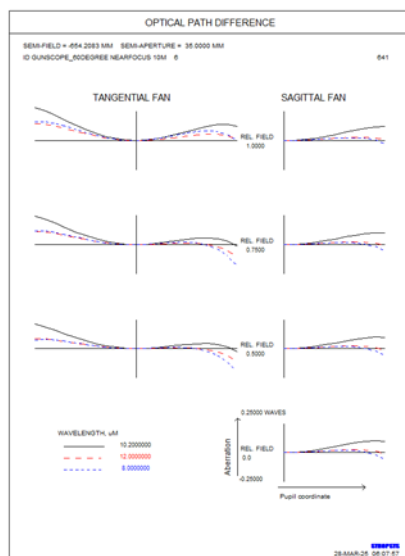 OPTICAL PATH DIFFERENCE
SEMI-FIELD = -654.2083 MM SEMI-APERTURE = 35.0000 MM
ID GUNSCOPE_60DEGREE NEARFOCUS 10M 6 641
TANGENTIAL FAN SAGITTAL FAN
REL. FIELD
1.0000
REL. FIELD
0.7500
REL. FIELD
0.5000
0.25000 WAVES
WAVELENGTH, uM
10.2000000
12.0000000
8.0000000
Aberration
REL. FIELD
0.0
-0.25000
Pupil coordinate
SYNOPSYS
28-MAR-25 06:07:57